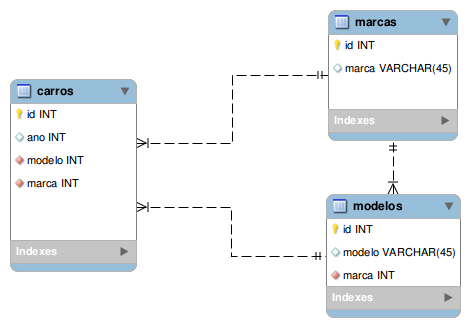 carros
id INT
ano INT
modelo INT
marca INT
Indexes
marcas
id INT
marca VARCHAR(45)
Indexes
modelos
id INT
modelo VARCHAR(45)
marca INT
Indexes